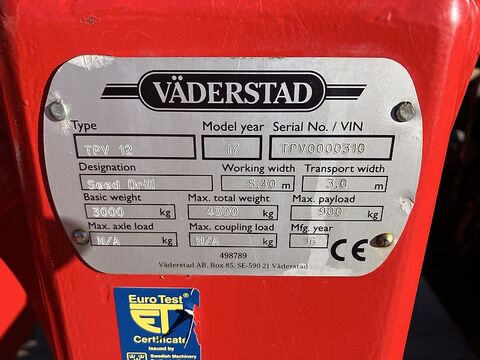 VÄDERSTAD
Type Model year Serial No. / VIN
TPV 12 17 TPV0000310
Designation Working width Transport width
Seed Drill 5.40 m 3.0 m
Basic weight Max. total weight Max. payload
3000 kg 4390 kg 900 kg
Max. axle load Max. coupling load Mfg. year
N/A kg N/A kg 16 CE
498789
Väderstad AB, Box 85, SE-590 21 Väderstad
Euro Test
ET
Certificate
Issued by
Swedish Machinery